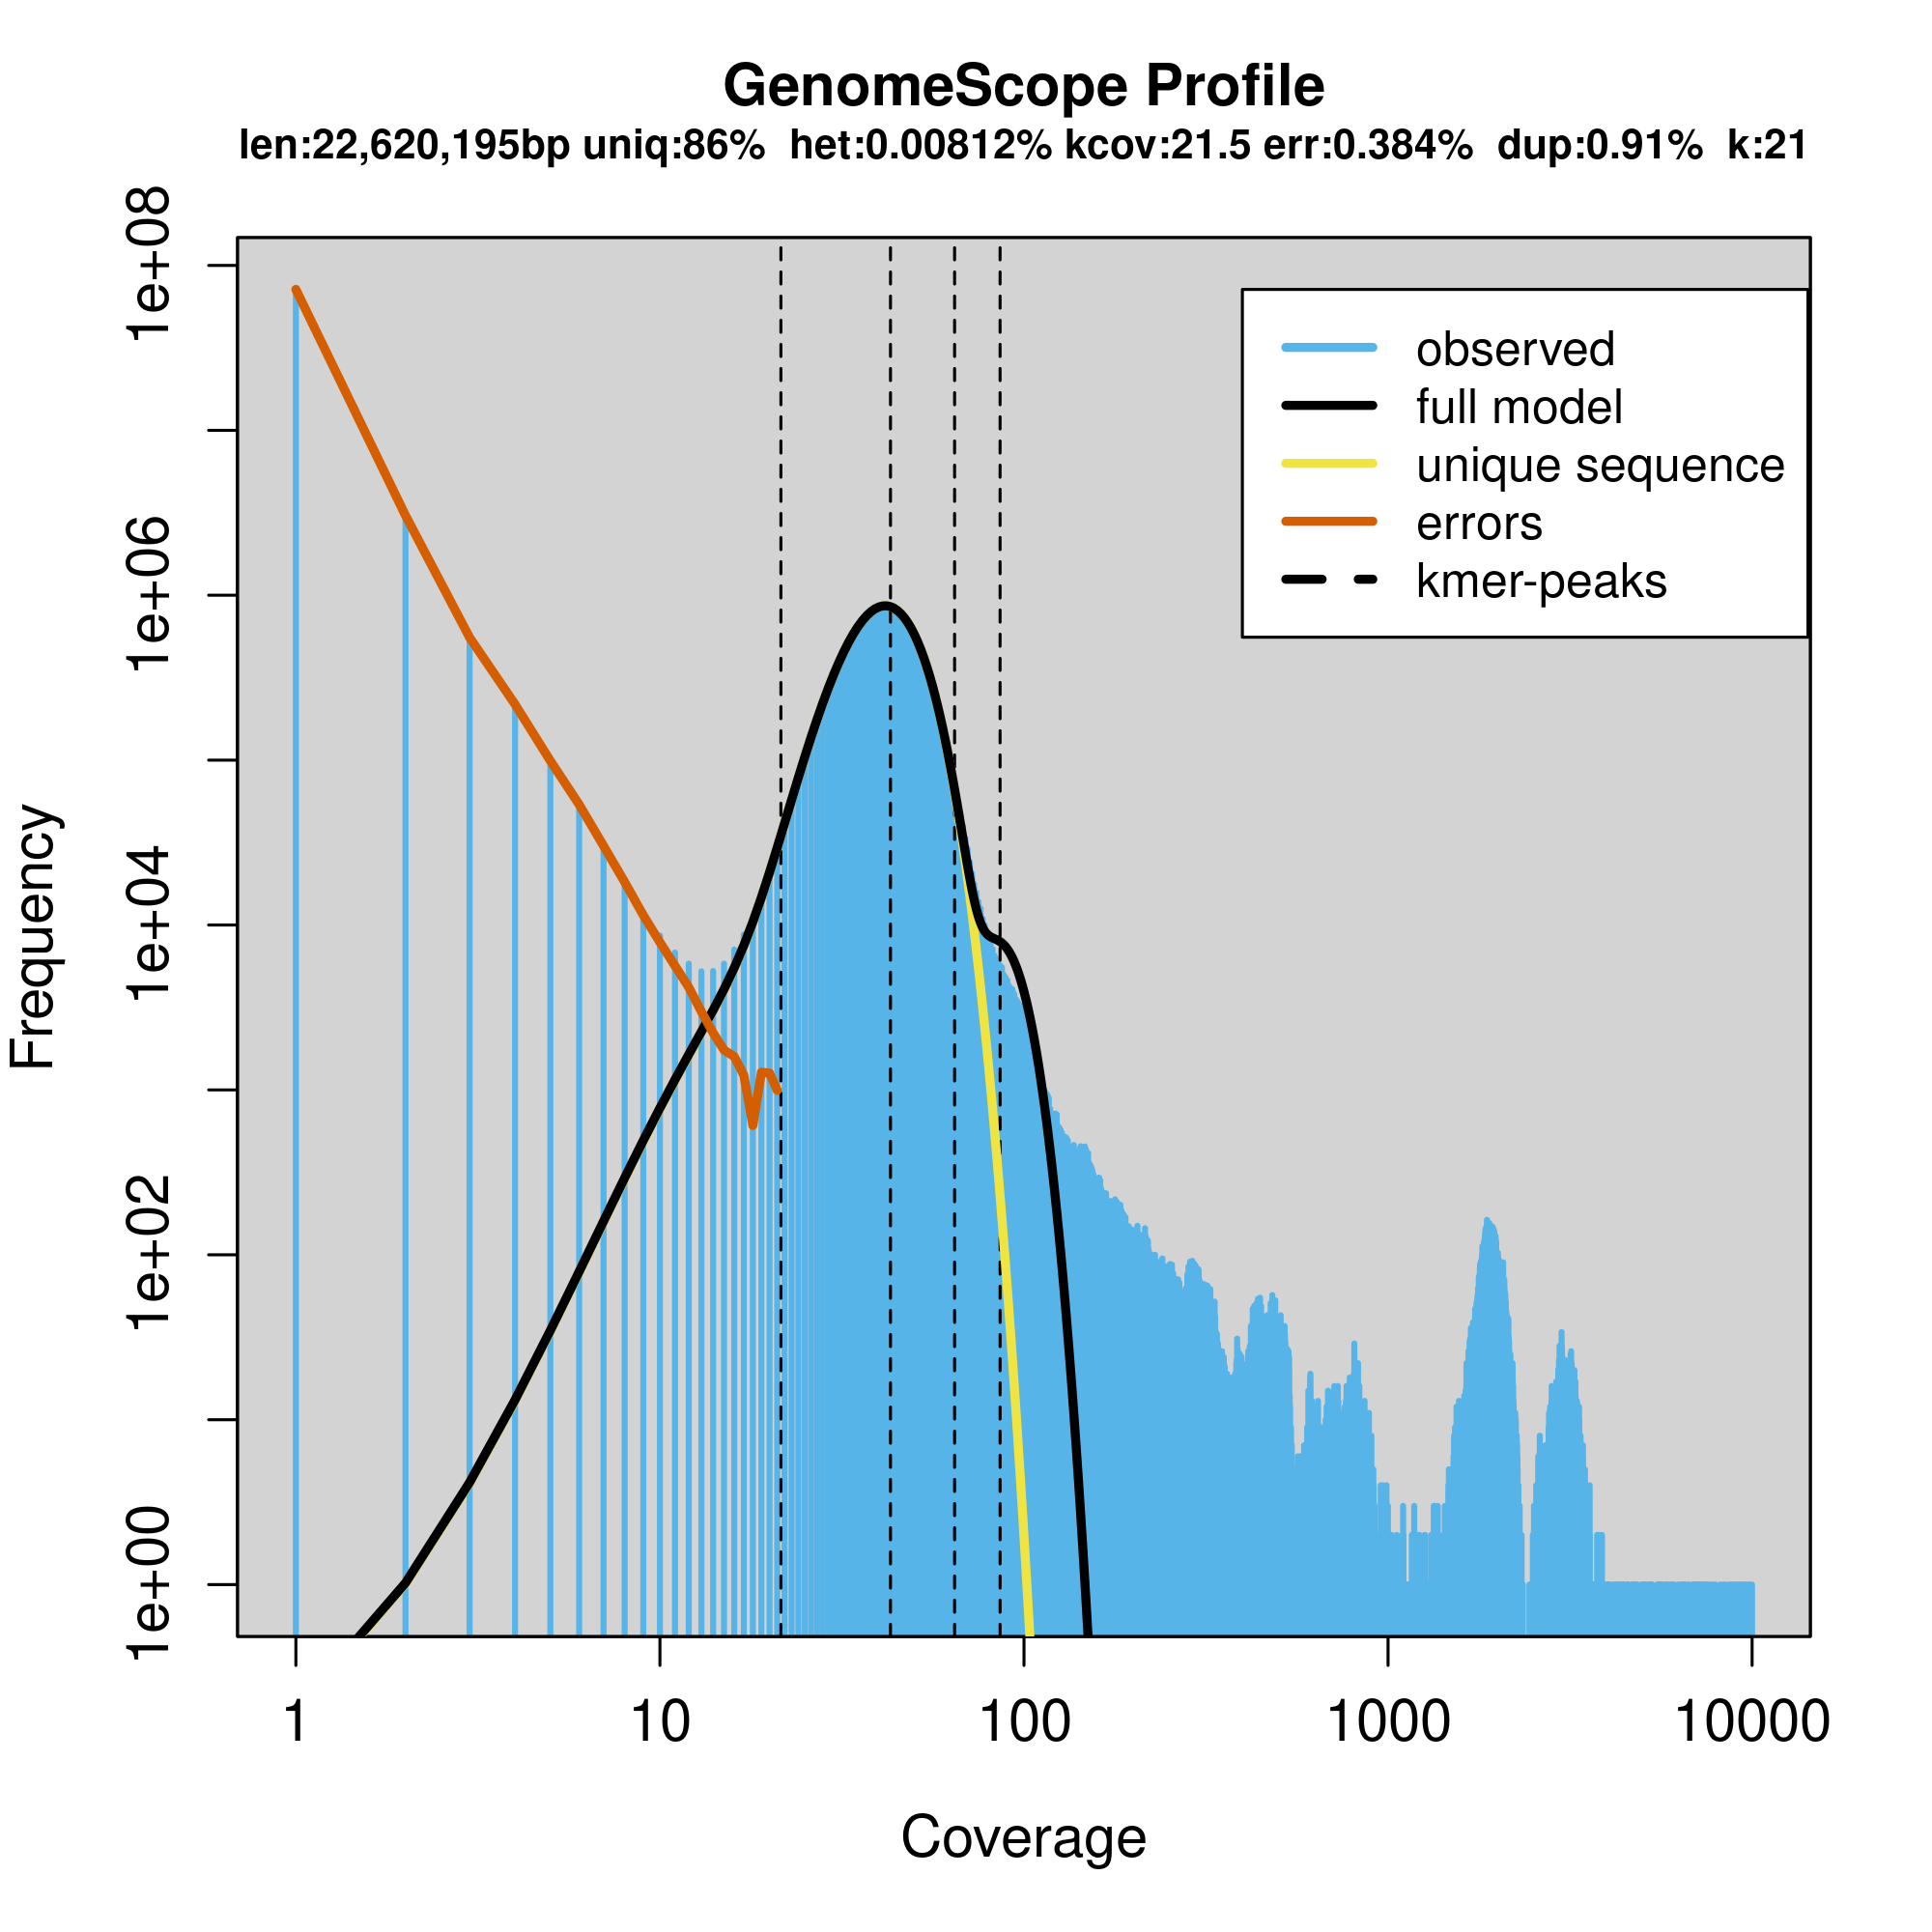 GenomeScope Profile
len:22,620,195bp uniq:86% het:0.00812% kcov:21.5 err:0.384% dup:0.91% k:21
1e+08
1e+06
1e+04
1e+02
1e+00
Frequency
observed
full model
unique sequence
errors
kmer-peaks
1 10 100 1000 10000
Coverage